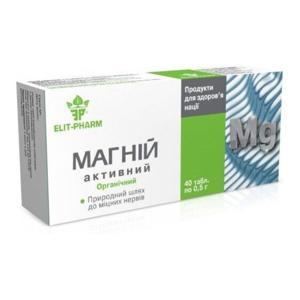 ELIT-PHARM
МАГНІЙ
активний
Органічний
• Природний шлях
до міцних нервів
Продукти
для здоров'я
нації
Mg
40 табл.
по 0,5 г